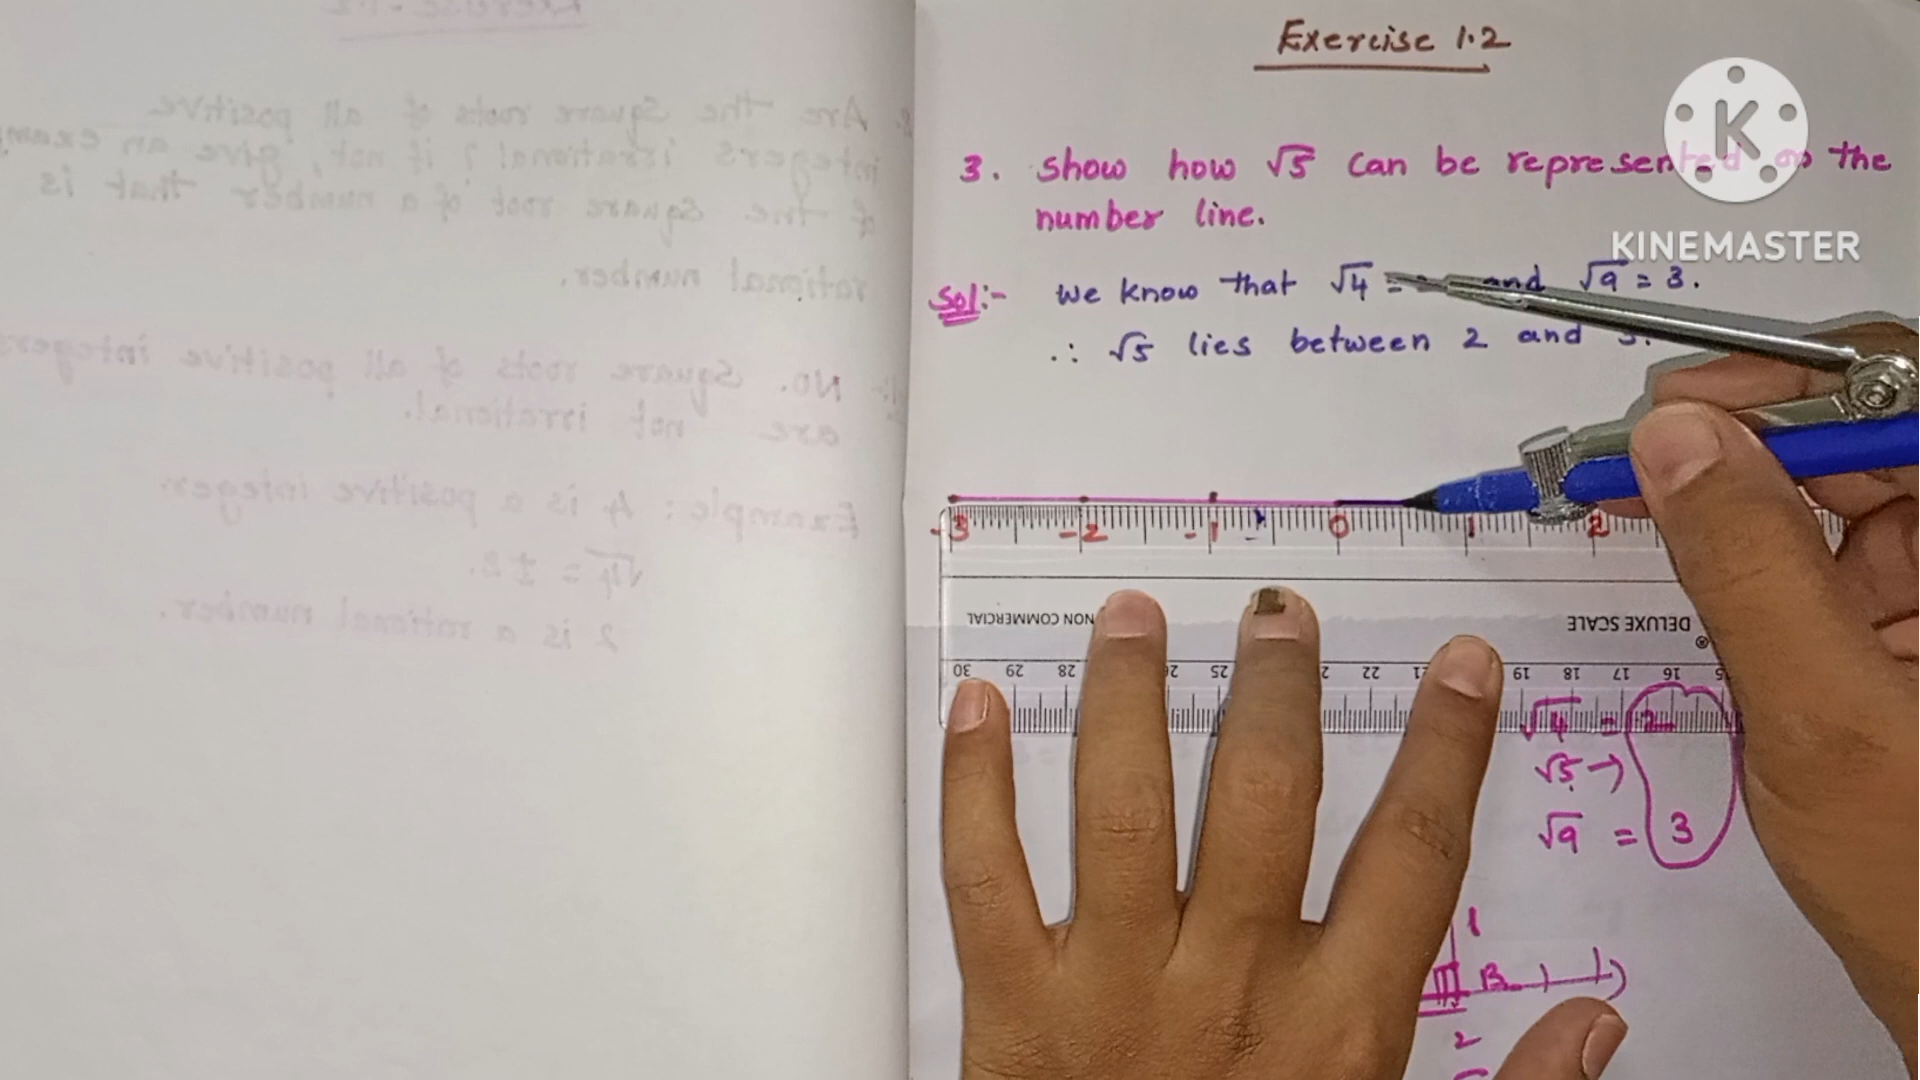 Exercise 1.2
3. Show how √5 can be represented on the
number line.
Sol:- We know that √4 = and √9 = 3.
∴ √5 lies between 2 and 3.
KINEMASTER
-3 -2 -1 0 1 2
NON COMMERCIAL
DELUXE SCALE ®
30 29 28 25 22 19 18 17 16
√4 = 2
√5 →
√9 = 3
1
B
2
Are the square roots of all positive
integers irrational? if not, give an exam
of the square root of a number that is
rational number.
No. square roots of all positive integers
are not irrational.
Example: 4 is a positive integer
√4 = ±2.
2 is a rational number.